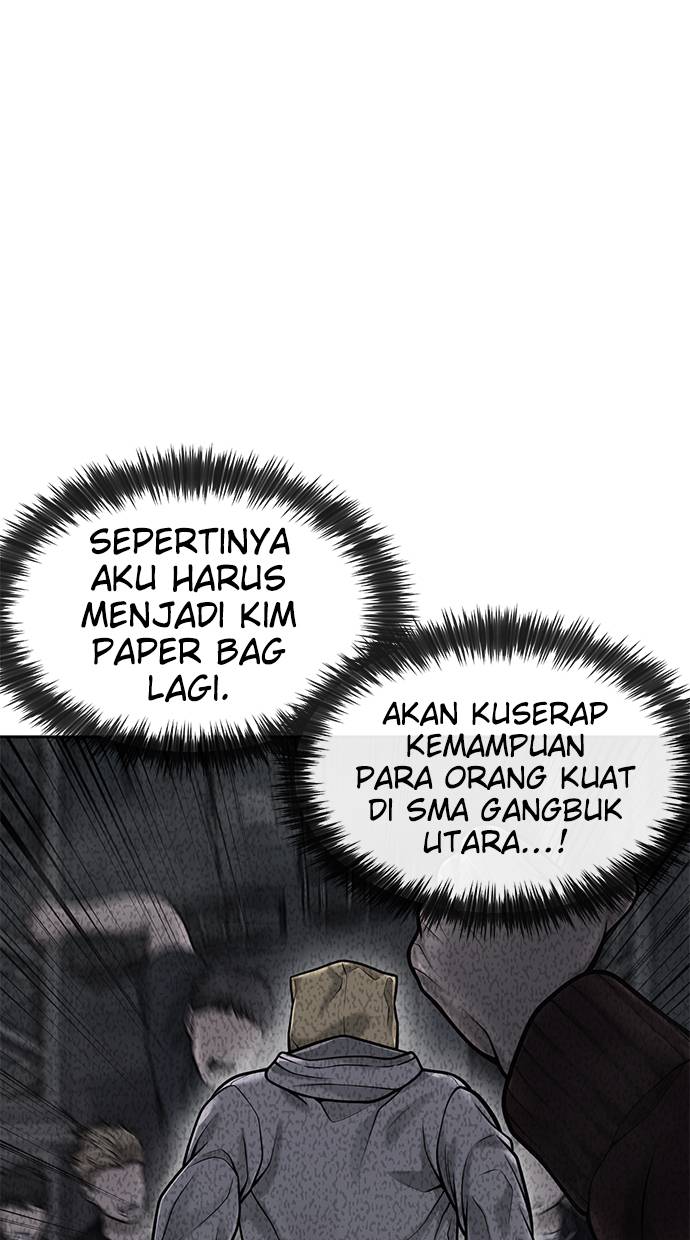 SEPERTINYA
AKU HARUS
MENJADI KIM
PAPER BAG
LAGI.
AKAN KUSERAP
KEMAMPUAN
PARA ORANG KUAT
DI SMA GANGBUK
UTARA...!